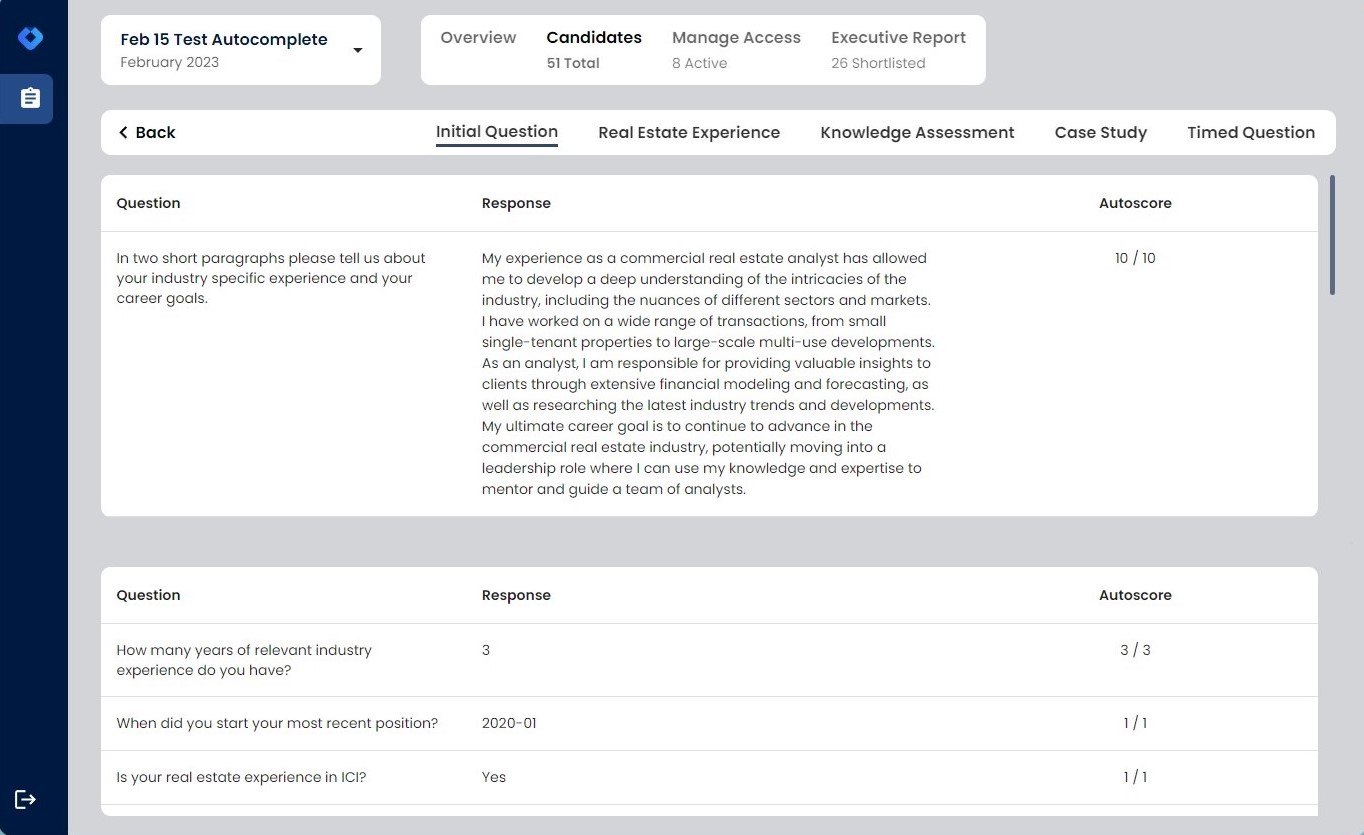 Feb 15 Test Autocomplete
February 2023
Overview
Candidates
51 Total
Manage Access
8 Active
Executive Report
26 Shortlisted
Back
Initial Question
Real Estate Experience
Knowledge Assessment
Case Study
Timed Question
Question
Response
Autoscore
In two short paragraphs please tell us about
your industry specific experience and your
career goals.
My experience as a commercial real estate analyst has allowed
me to develop a deep understanding of the intricacies of the
industry, including the nuances of different sectors and markets.
I have worked on a wide range of transactions, from small
single-tenant properties to large-scale multi-use developments.
As an analyst, I am responsible for providing valuable insights to
clients through extensive financial modeling and forecasting, as
well as researching the latest industry trends and developments.
My ultimate career goal is to continue to advance in the
commercial real estate industry, potentially moving into a
leadership role where I can use my knowledge and expertise to
mentor and guide a team of analysts.
10 / 10
Question
Response
Autoscore
How many years of relevant industry
experience do you have?
3
3 / 3
When did you start your most recent position?
2020-01
1 / 1
Is your real estate experience in ICI?
Yes
1 / 1